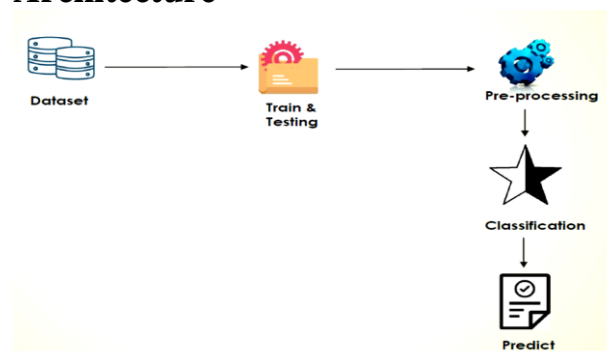 Architecture
Dataset
Train &
Testing
Pre-processing
Classification
Predict